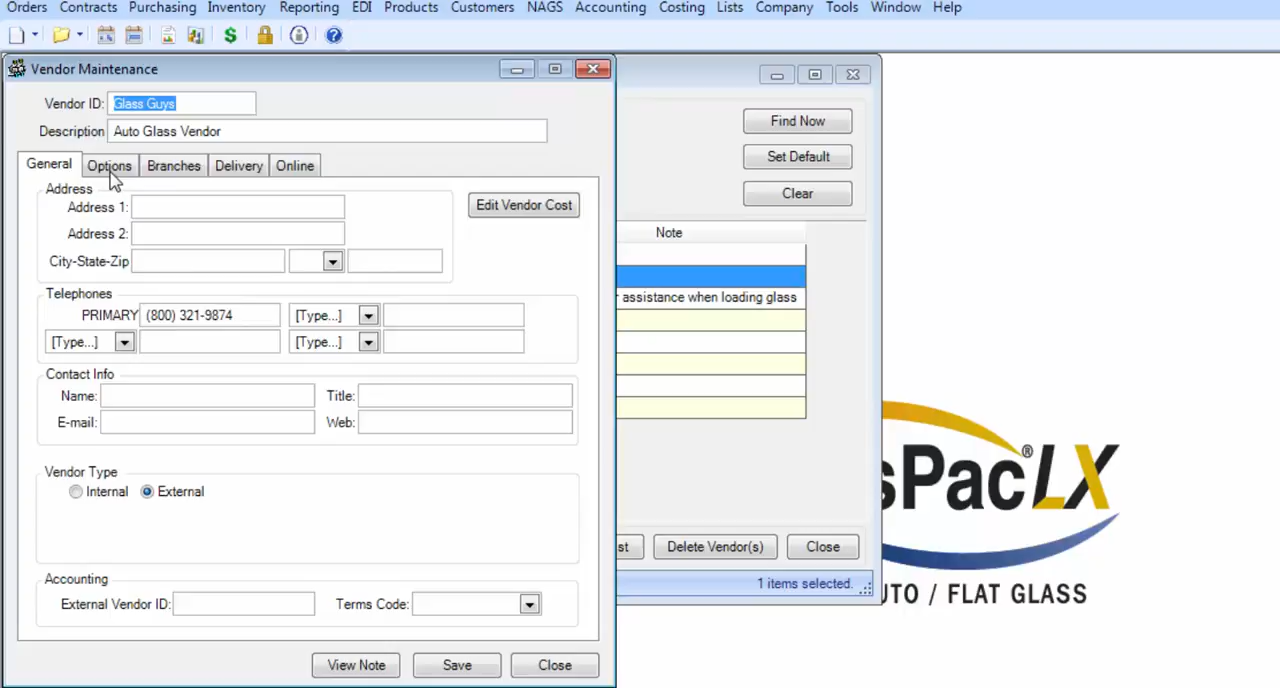 Orders Contracts Purchasing Inventory Reporting EDI Products Customers NAGS Accounting Costing Lists Company Tools Window Help
Vendor Maintenance
Vendor ID: Glass Guys
Description Auto Glass Vendor
General Options Branches Delivery Online
Address
Address 1:
Address 2:
City-State-Zip
Edit Vendor Cost
Telephones
PRIMARY (800) 321-9874 [Type...]
[Type...] [Type...]
Contact Info
Name: Title:
E-mail: Web:
Vendor Type
Internal External
Accounting
External Vendor ID: Terms Code:
View Note Save Close
Find Now
Set Default
Clear
Note
r assistance when loading glass
st Delete Vendor(s) Close
1 items selected.
sPac® LX
UTO / FLAT GLASS